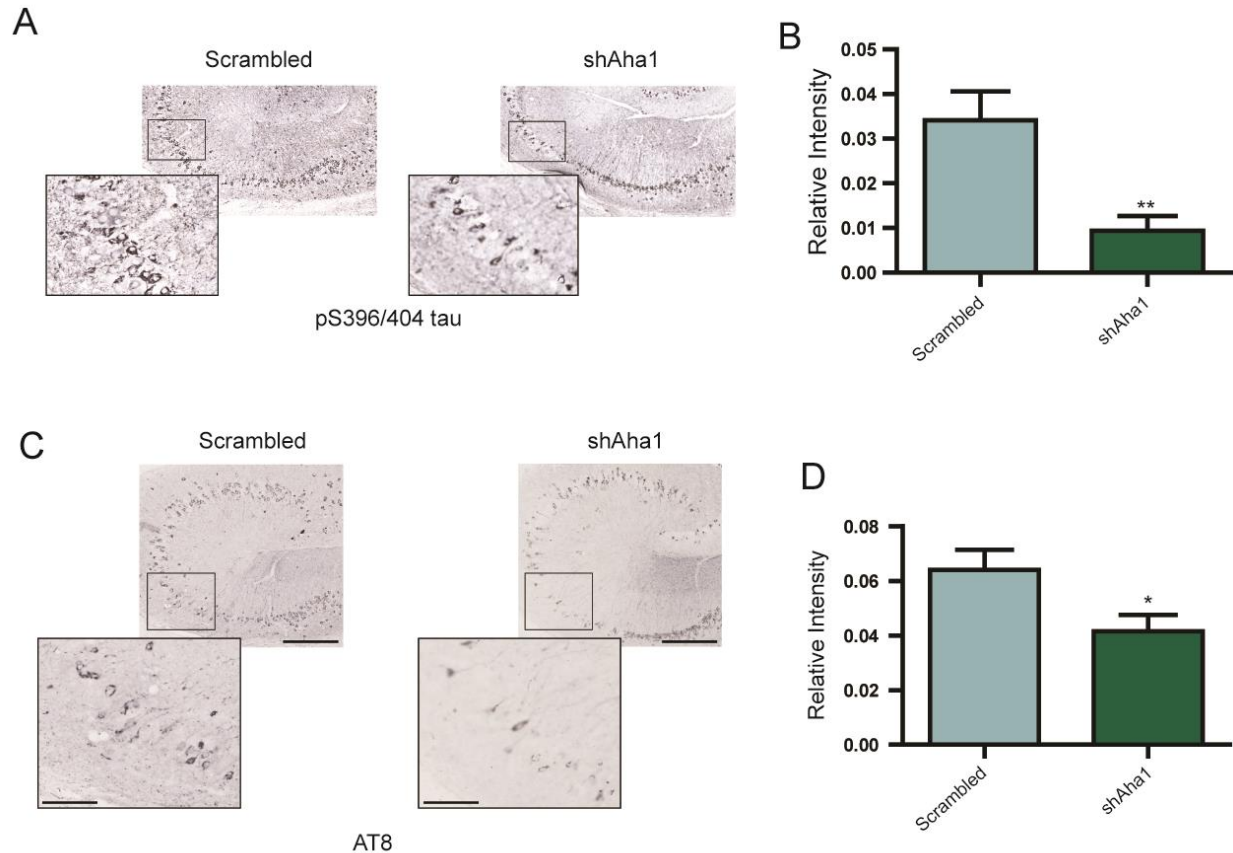 A
Scrambled
shAha1
pS396/404 tau
B
Relative Intensity
0.05
0.04
0.03
0.02
0.01
0.00
**
Scrambled
shAha1
C
Scrambled
shAha1
AT8
D
Relative Intensity
0.08
0.06
0.04
0.02
0.00
*
Scrambled
shAha1